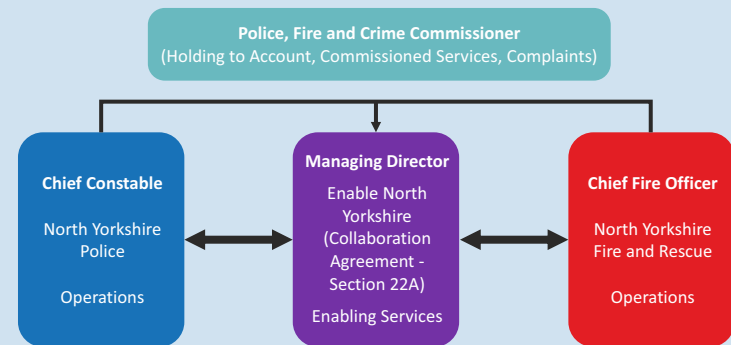 Police, Fire and Crime Commissioner
(Holding to Account, Commissioned Services, Complaints)
Chief Constable
North Yorkshire
Police
Operations
Managing Director
Enable North
Yorkshire
(Collaboration
Agreement -
Section 22A)
Enabling Services
Chief Fire Officer
North Yorkshire
Fire and Rescue
Operations